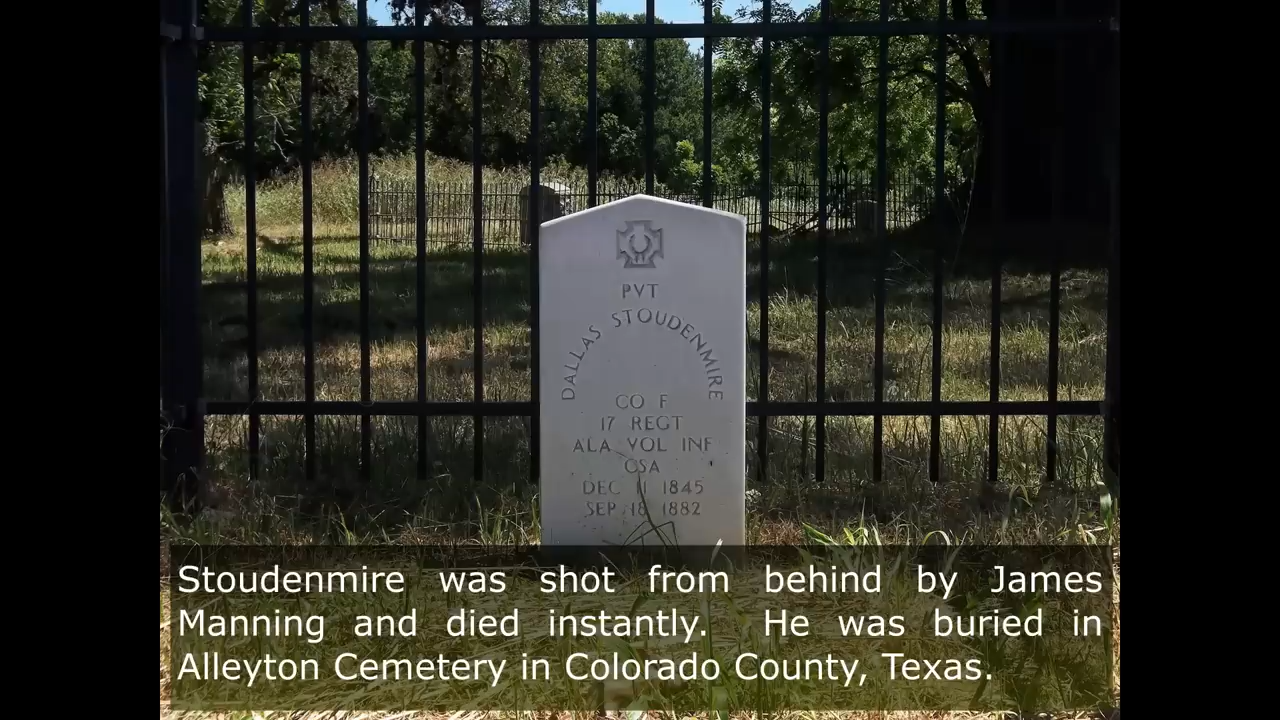 PVT
DALLAS STOUDENMIRE
CO F
17 REGT
ALA VOL INF
CSA
DEC 11 1845
SEP 18 1882
Stoudenmire was shot from behind by James
Manning and died instantly. He was buried in
Alleyton Cemetery in Colorado County, Texas.